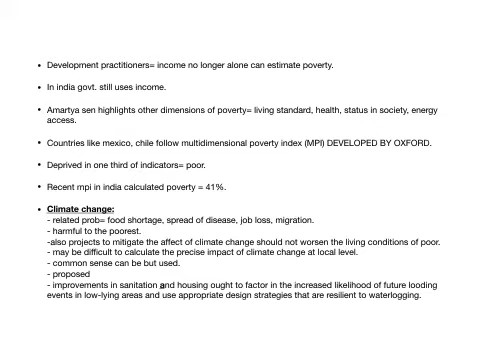 • Development practitioners= income no longer alone can estimate poverty.
• In india govt. still uses income.
• Amartya sen highlights other dimensions of poverty= living standard, health, status in society, energy
access.
• Countries like mexico, chile follow multidimensional poverty index (MPI) DEVELOPED BY OXFORD.
• Deprived in one third of indicators= poor.
• Recent mpi in india calculated poverty = 41%.
• Climate change:
- related prob= food shortage, spread of disease, job loss, migration.
- harmful to the poorest.
-also projects to mitigate the affect of climate change should not worsen the living conditions of poor.
- may be difficult to calculate the precise impact of climate change at local level.
- common sense can be but used.
- proposed
- improvements in sanitation and housing ought to factor in the increased likelihood of future looding
events in low-lying areas and use appropriate design strategies that are resilient to waterlogging.